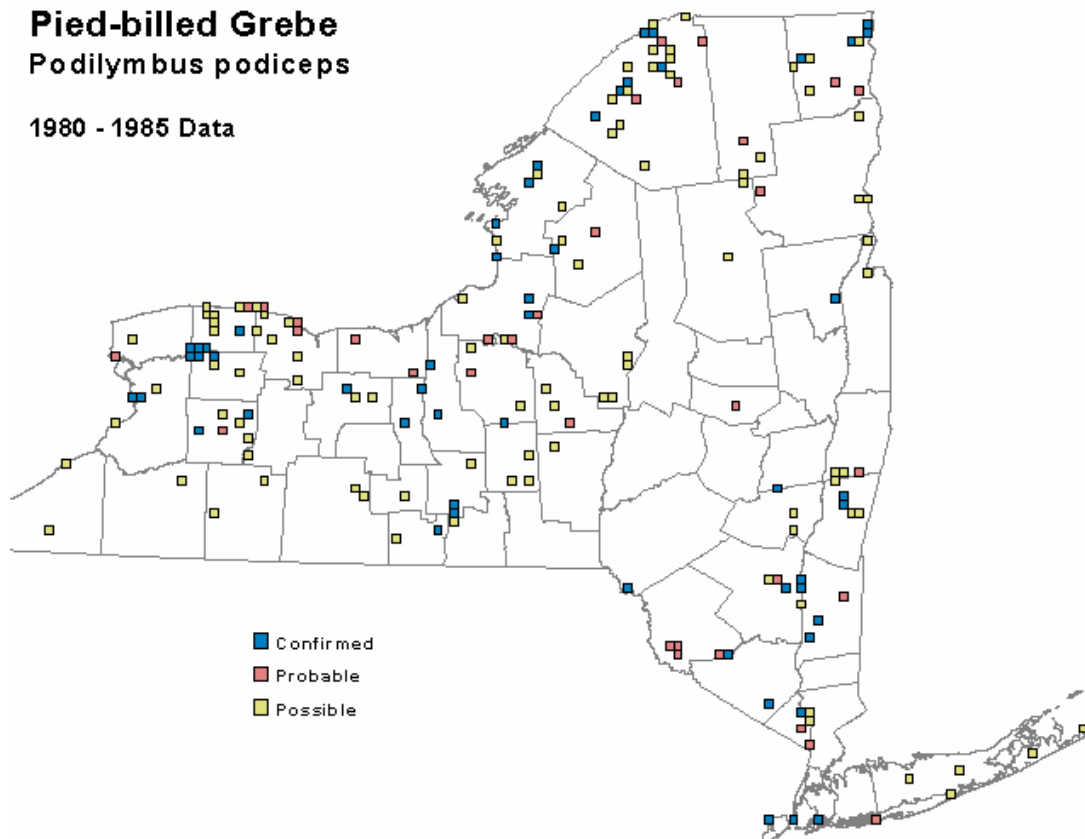 Pied-billed Grebe
Podilymbus podiceps
1980 - 1985 Data
Confirmed
Probable
Possible